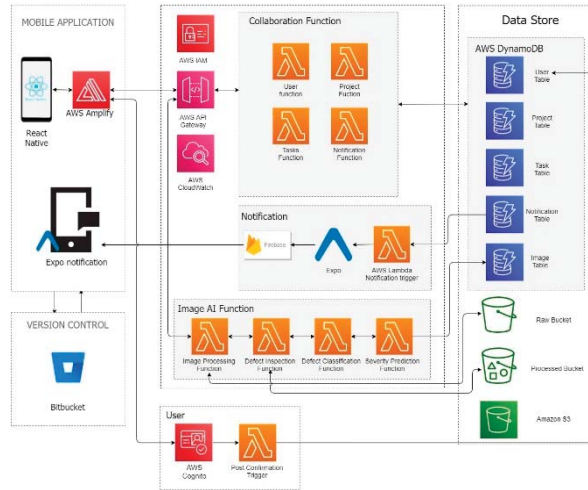 MOBILE APPLICATION
React
Native
AWS Amplify
Expo notification
VERSION CONTROL
Bitbucket
AWS IAM
AWS API
Gateway
AWS
CloudWatch
Collaboration Function
User
function
Project
Function
Tasks
Function
Notification
Function
Notification
Firebase
Expo
AWS Lambda
Notification trigger
Image AI Function
Image Processing
Function
Defect Inspection
Function
Defect Classification
Function
Severity Prediction
Function
User
AWS
Cognito
Post Confirmation
Trigger
Data Store
AWS DynamoDB
User
Table
Project
Table
Task
Table
Notification
Table
Image
Table
Raw Bucket
Processed Bucket
Amazon S3